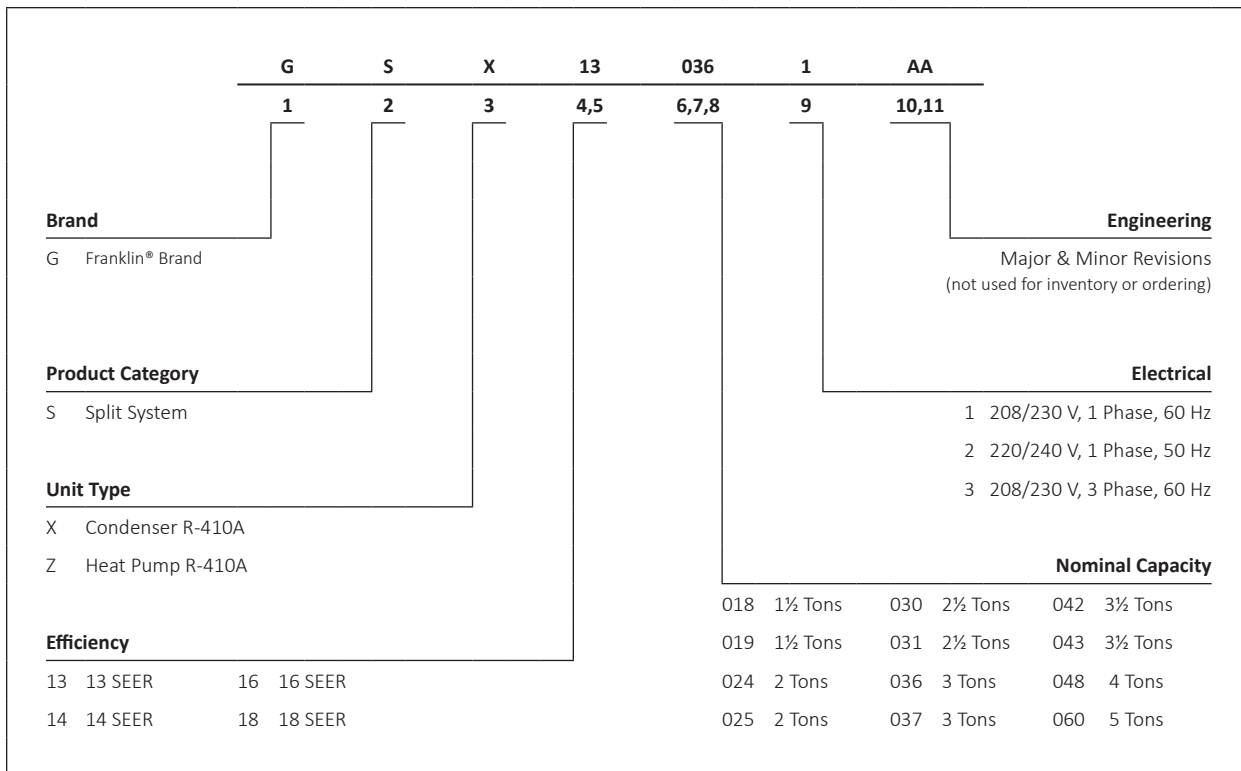 G S X 13 036 1 AA
1 2 3 4,5 6,7,8 9 10,11
Brand
G Franklin® Brand
Engineering
Major & Minor Revisions
(not used for inventory or ordering)
Product Category
S Split System
Electrical
1 208/230 V, 1 Phase, 60 Hz
2 220/240 V, 1 Phase, 50 Hz
3 208/230 V, 3 Phase, 60 Hz
Unit Type
X Condenser R-410A
Z Heat Pump R-410A
Nominal Capacity
018 1½ Tons 030 2½ Tons 042 3½ Tons
019 1½ Tons 031 2½ Tons 043 3½ Tons
024 2 Tons 036 3 Tons 048 4 Tons
025 2 Tons 037 3 Tons 060 5 Tons
Efficiency
13 13 SEER 16 16 SEER
14 14 SEER 18 18 SEER